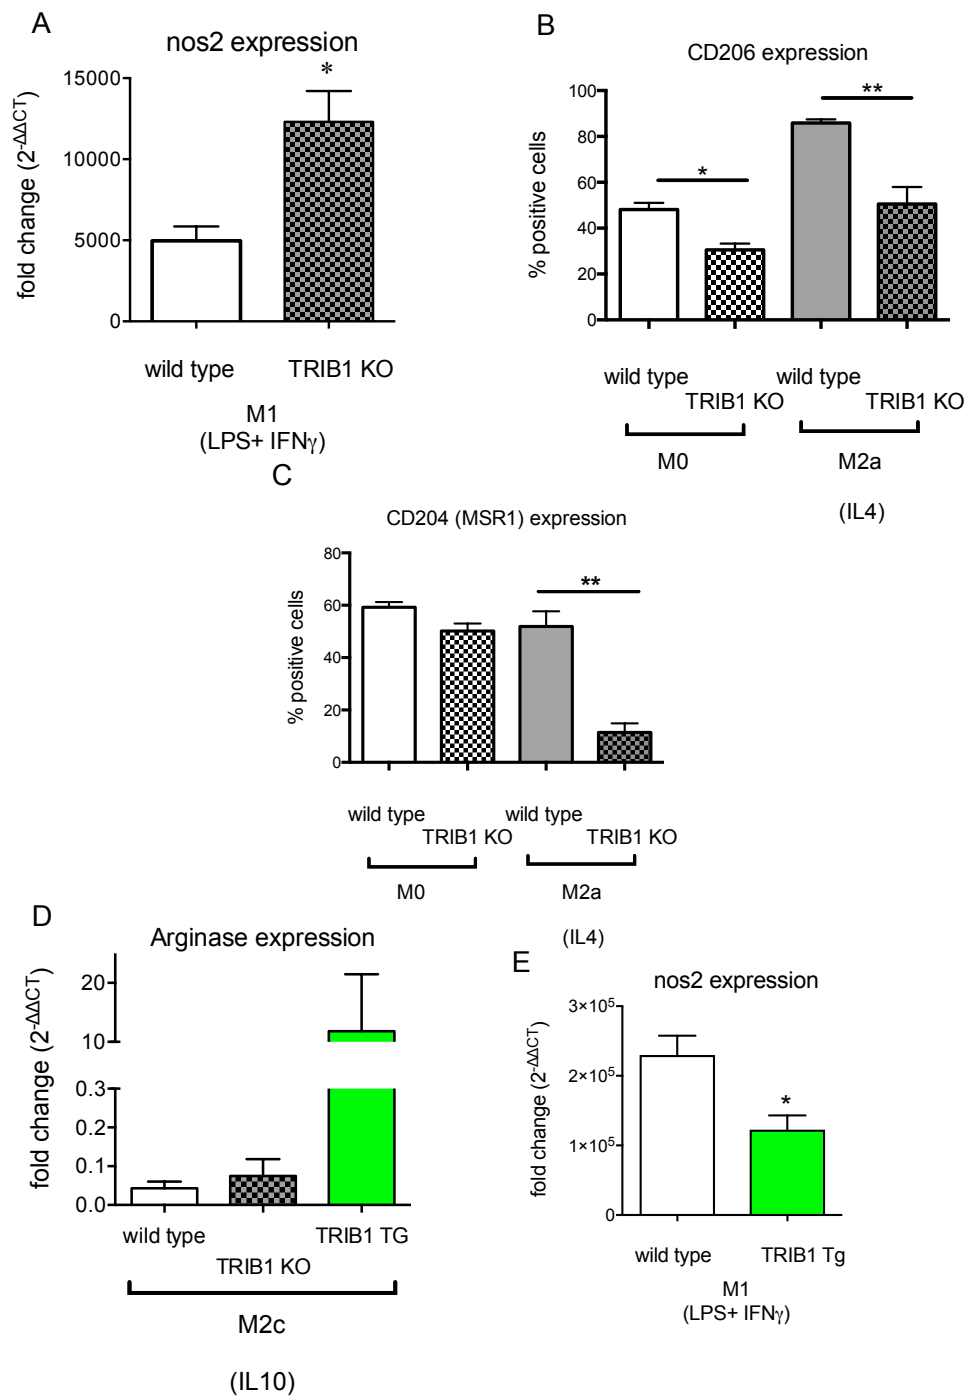 A
nos2 expression
*
fold change (2-ΔΔCT)
15000
10000
5000
0
wild type TRIB1 KO
M1
(LPS+ IFNγ)
B
CD206 expression
* **
% positive cells
100
80
60
40
20
0
wild type wild type
TRIB1 KO TRIB1 KO
M0 M2a
(IL4)
C
CD204 (MSR1) expression
**
% positive cells
80
60
40
20
0
wild type wild type
TRIB1 KO TRIB1 KO
M0 M2a
(IL4)
D
Arginase expression
fold change (2-ΔΔCT)
20
10
0.3
0.2
0.1
0.0
wild type TRIB1 TG
TRIB1 KO
M2c
(IL10)
E
nos2 expression
*
fold change (2-ΔΔCT)
3×10⁵
2×10⁵
1×10⁵
0
wild type TRIB1 Tg
M1
(LPS+ IFNγ)